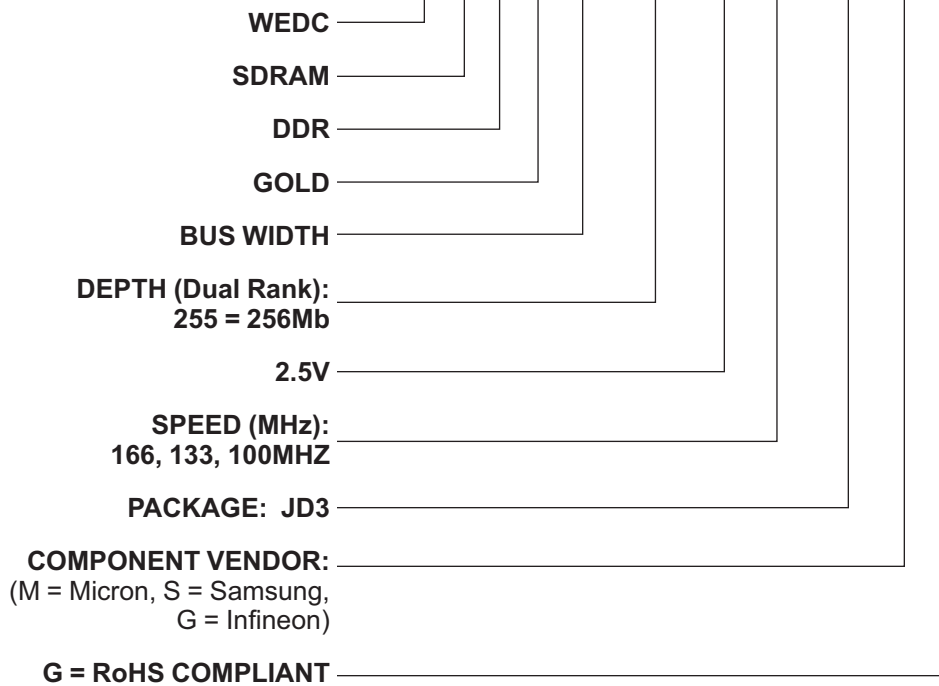 WEDC
SDRAM
DDR
GOLD
BUS WIDTH
DEPTH (Dual Rank):
255 = 256Mb
2.5V
SPEED (MHz):
166, 133, 100MHZ
PACKAGE: JD3
COMPONENT VENDOR:
(M = Micron, S = Samsung,
G = Infineon)
G = RoHS COMPLIANT